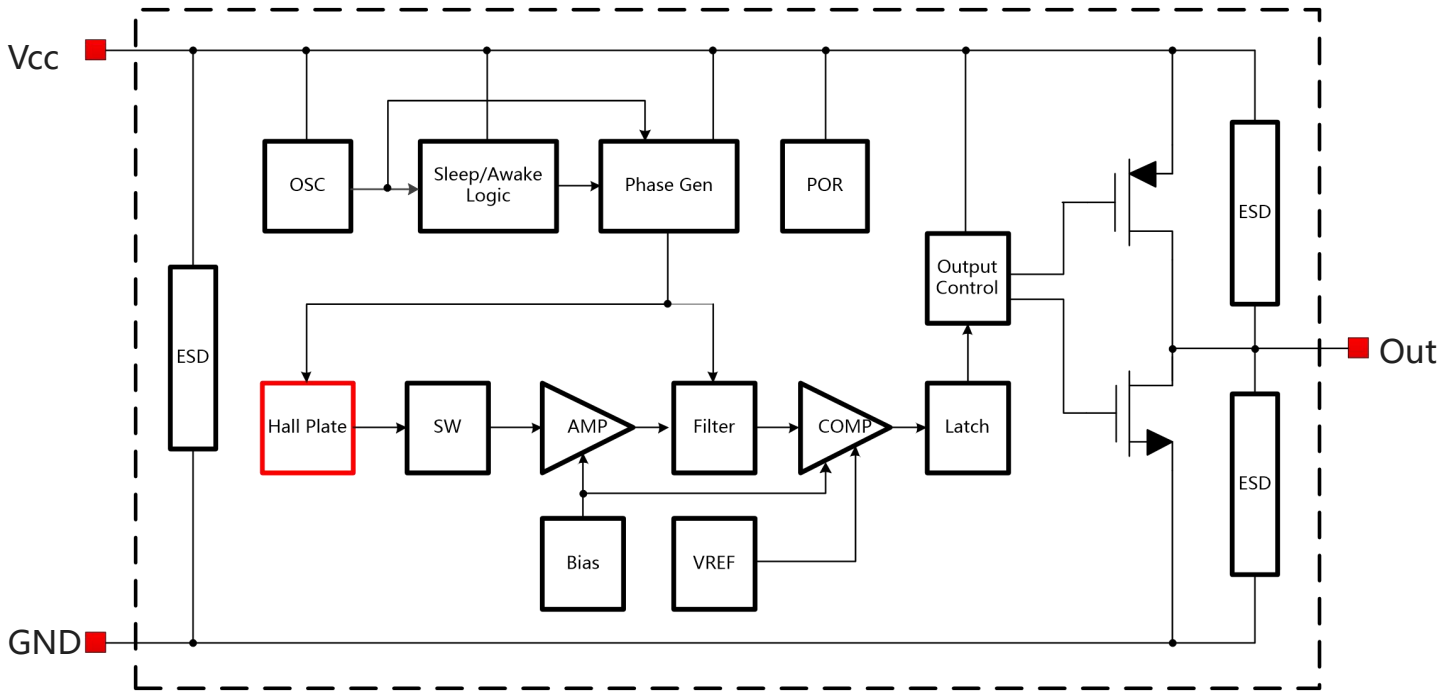 Vcc
OSC
Sleep/Awake
Logic
Phase Gen
POR
ESD
Output
Control
ESD
Out
Hall Plate
SW
AMP
Filter
COMP
Latch
ESD
Bias
VREF
GND